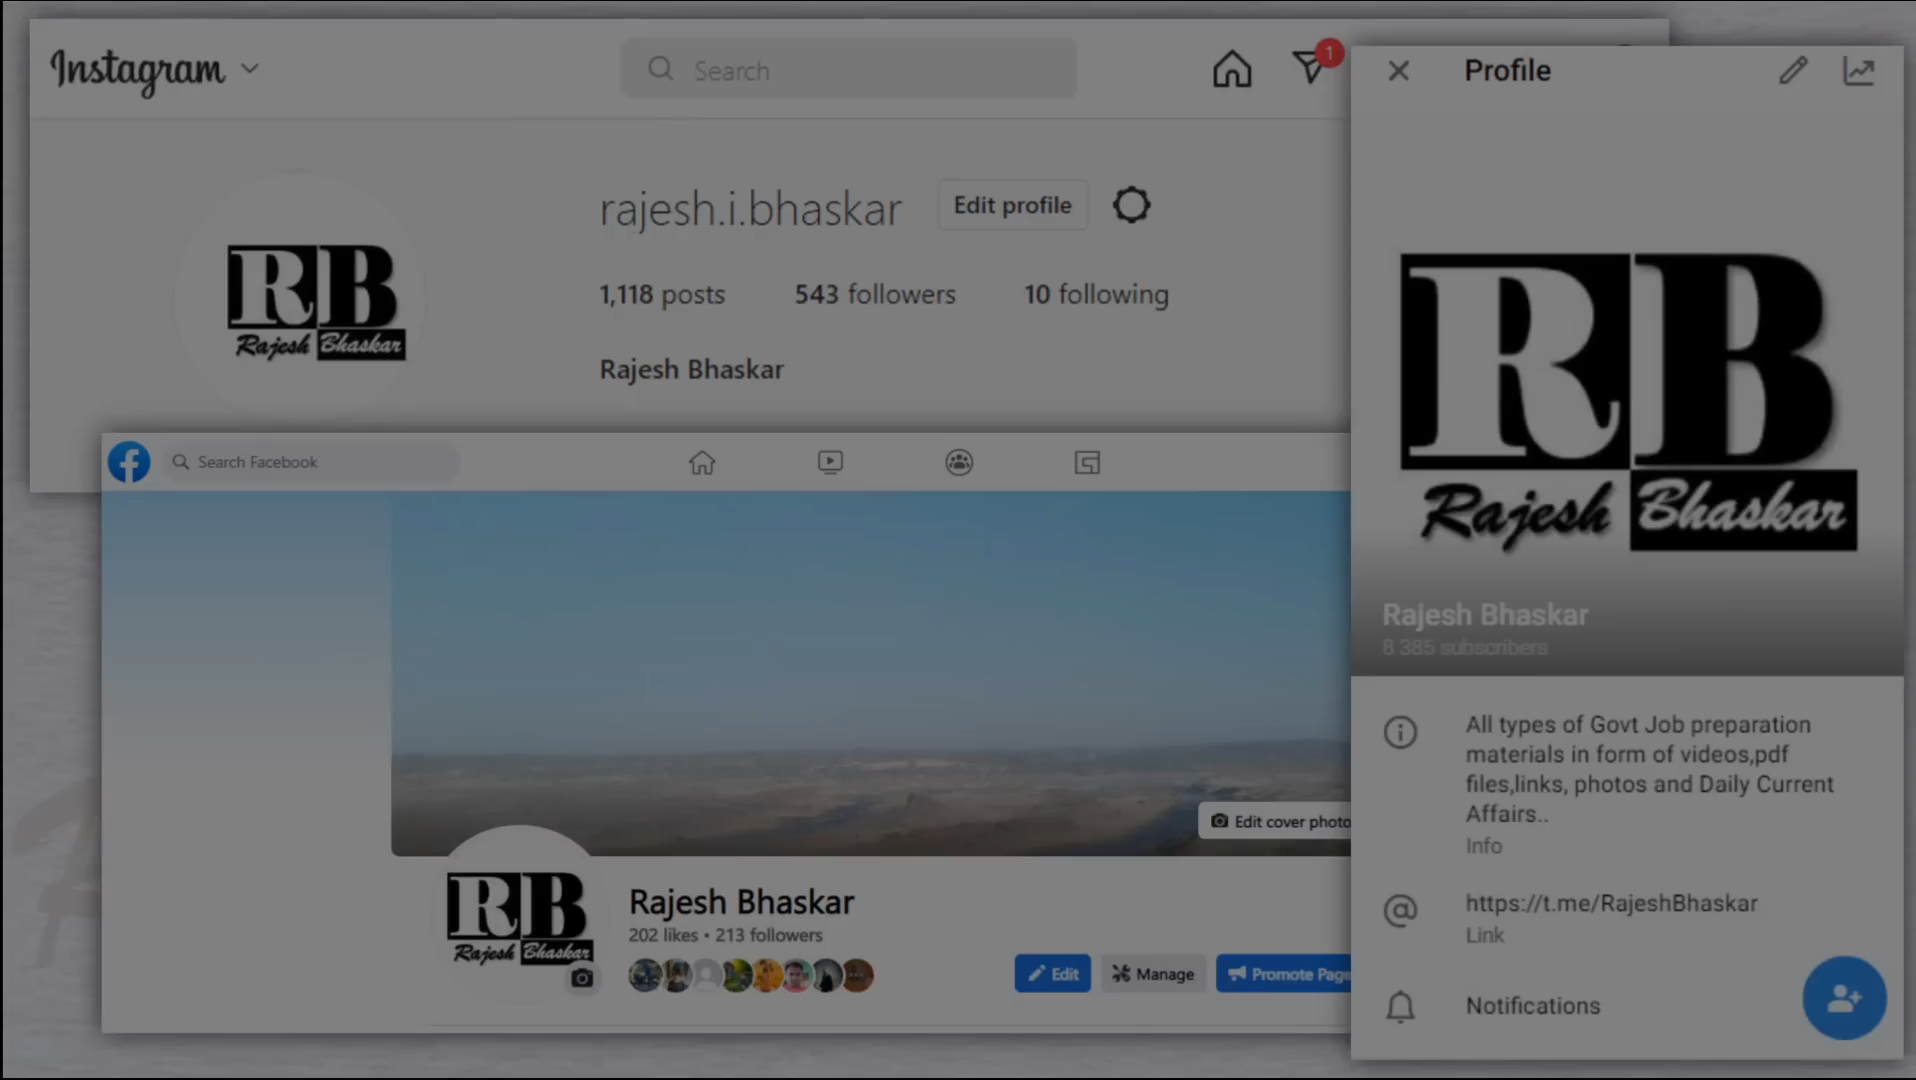 Instagram
Search
1
rajesh.i.bhaskar
Edit profile
1,118 posts
543 followers
10 following
RB
Rajesh Bhaskar
Rajesh Bhaskar
Search Facebook
Edit cover photo
RB
Rajesh Bhaskar
Rajesh Bhaskar
202 likes • 213 followers
Edit
Manage
Promote Page
Profile
RB
Rajesh Bhaskar
Rajesh Bhaskar
8 385 subscribers
All types of Govt Job preparation
materials in form of videos,pdf
files,links, photos and Daily Current
Affairs..
Info
https://t.me/RajeshBhaskar
Link
Notifications